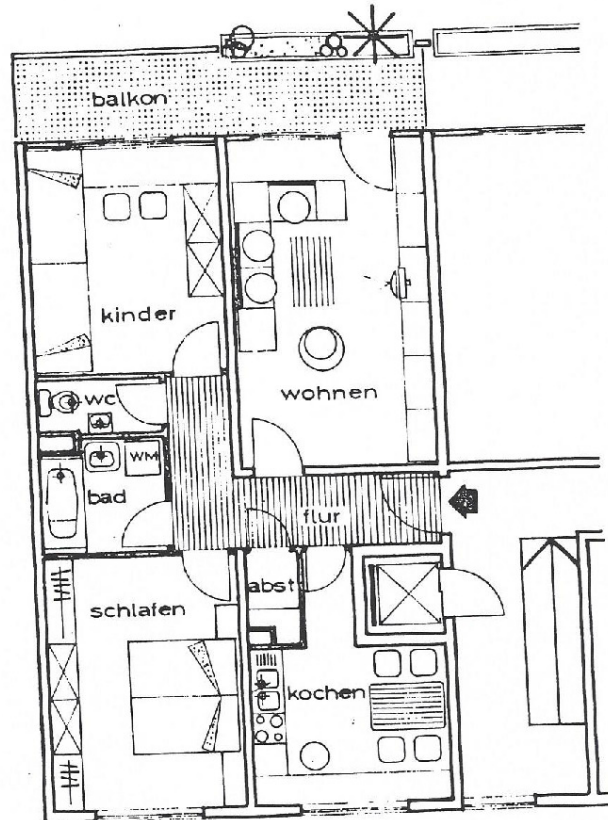 balkon
kinder
wohnen
wc
WM
bad
flur
abst
schlafen
kochen